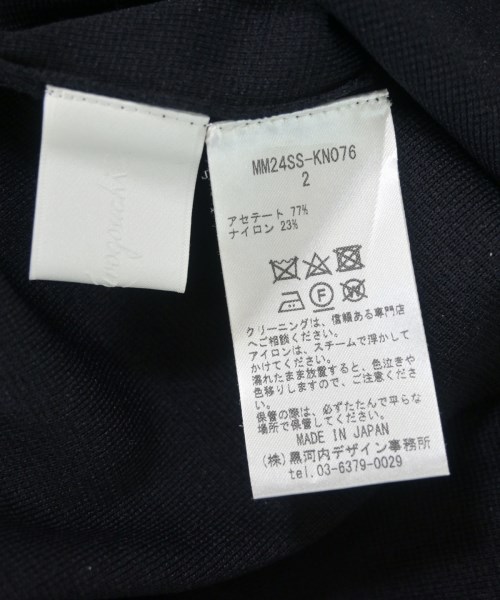 MM24SS-KN076
2
アセテート 77%
ナイロン 23%
クリーニングは、信頼ある専門店
へご相談ください。
アイロンは、スチームで浮かして
かけてください。
濡れたまま放置すると、色泣きや
色移りしますので、ご注意くださ
い。
保管の際は、必ずたたんで平らな
場所で保管してください。
MADE IN JAPAN
(株)黒河内デザイン事務所
tel.03-6379-0029